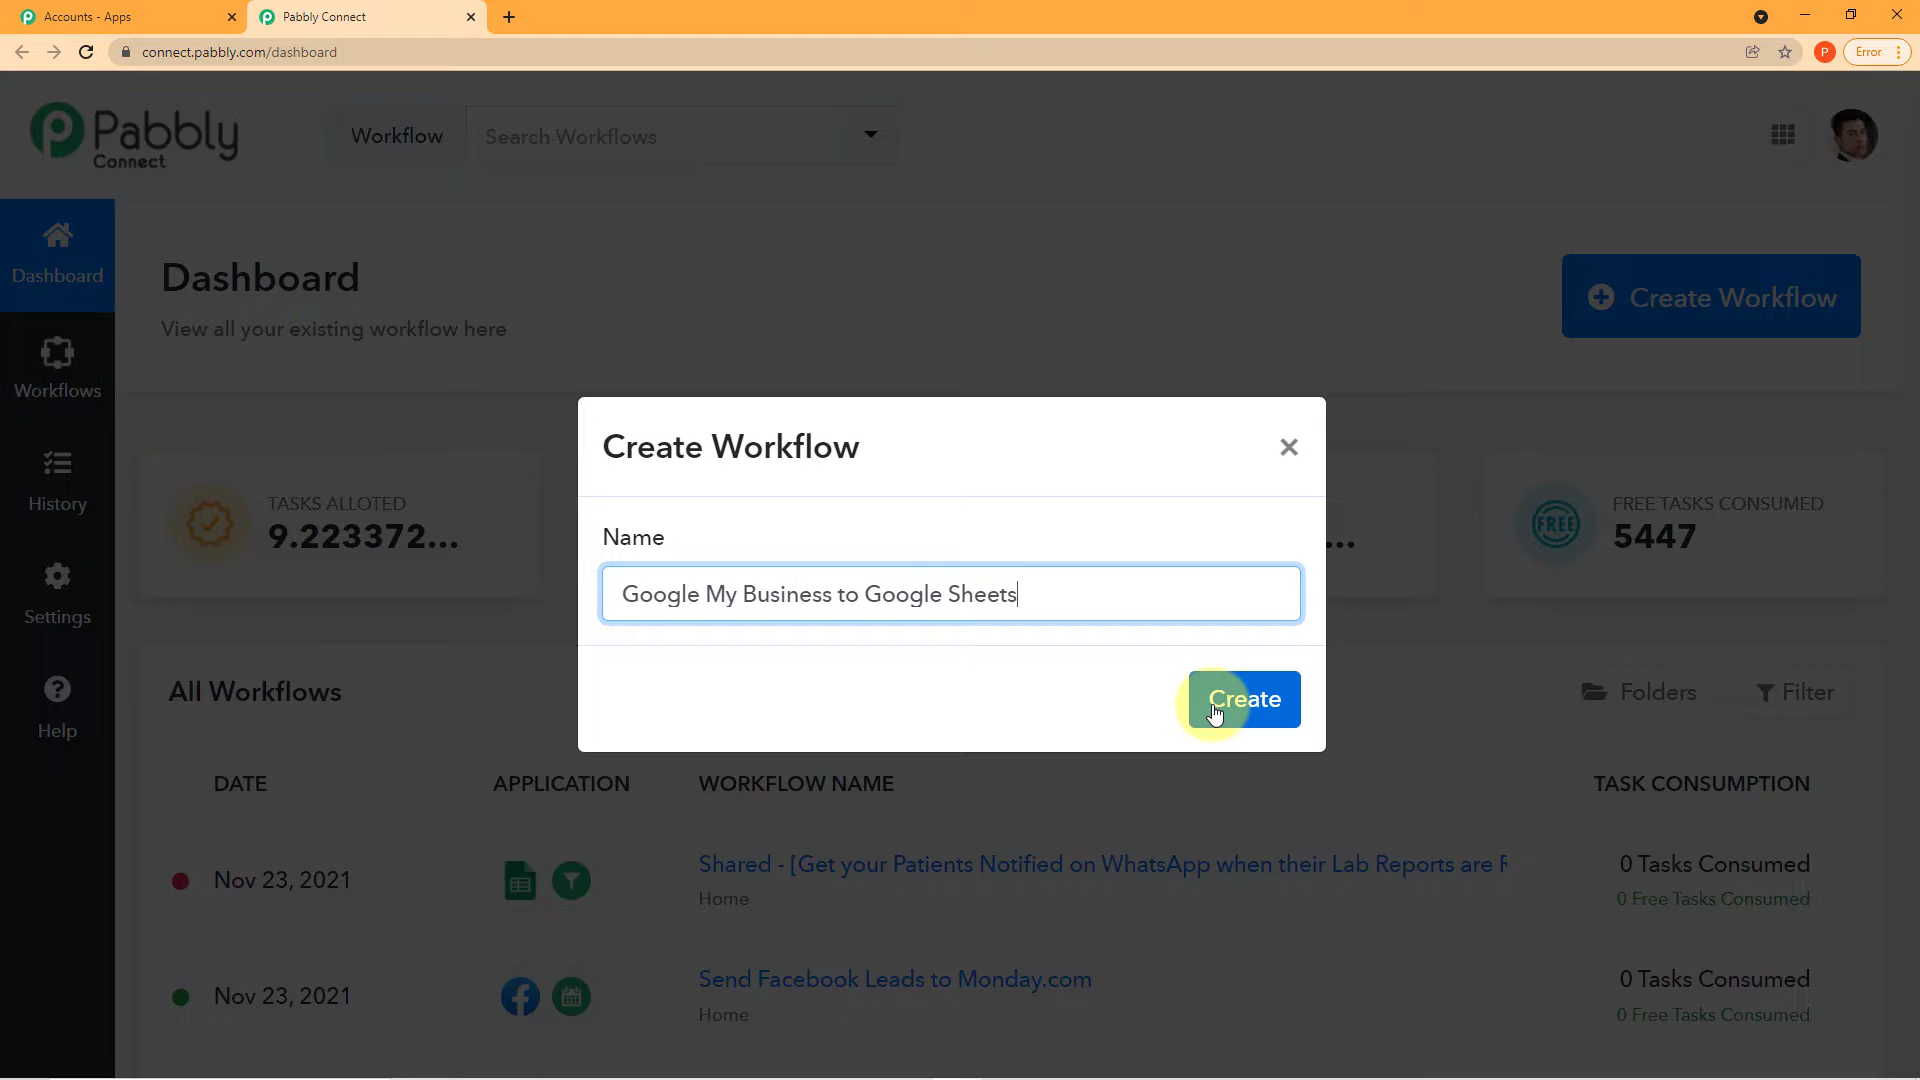 Accounts - Apps
Pabbly Connect
connect.pabbly.com/dashboard
P
Error
Pabbly
Connect
Workflow
Search Workflows
Dashboard
Workflows
History
Settings
Help
Dashboard
View all your existing workflow here
Create Workflow
TASKS ALLOTED
9.223372...
...
FREE
FREE TASKS CONSUMED
5447
Create Workflow
Name
Google My Business to Google Sheets
Create
All Workflows
Folders
Filter
DATE
APPLICATION
WORKFLOW NAME
TASK CONSUMPTION
Nov 23, 2021
Shared - [Get your Patients Notified on WhatsApp when their Lab Reports are
Home
0 Tasks Consumed
0 Free Tasks Consumed
Nov 23, 2021
Send Facebook Leads to Monday.com
Home
0 Tasks Consumed
0 Free Tasks Consumed